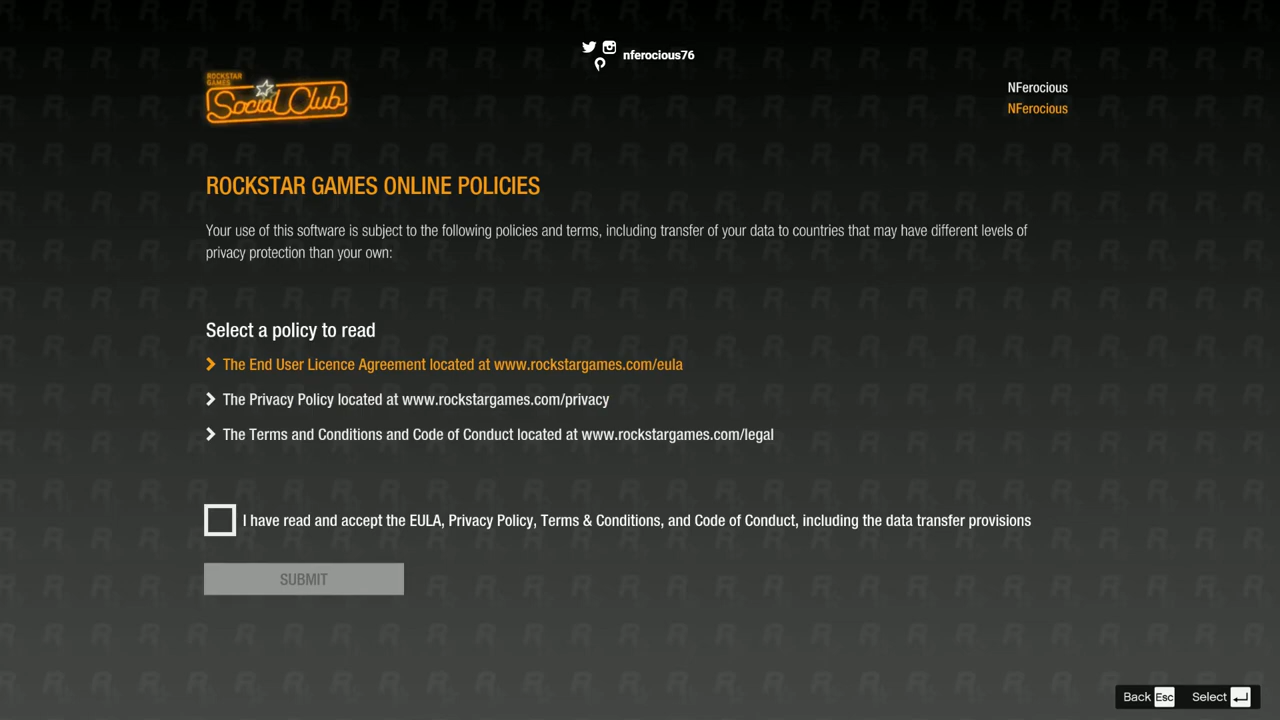 nferocious76
ROCKSTAR
GAMES
Social Club
NFerocious
NFerocious
ROCKSTAR GAMES ONLINE POLICIES
Your use of this software is subject to the following policies and terms, including transfer of your data to countries that may have different levels of
privacy protection than your own:
Select a policy to read
The End User Licence Agreement located at www.rockstargames.com/eula
The Privacy Policy located at www.rockstargames.com/privacy
The Terms and Conditions and Code of Conduct located at www.rockstargames.com/legal
I have read and accept the EULA, Privacy Policy, Terms & Conditions, and Code of Conduct, including the data transfer provisions
SUBMIT
Back Esc Select